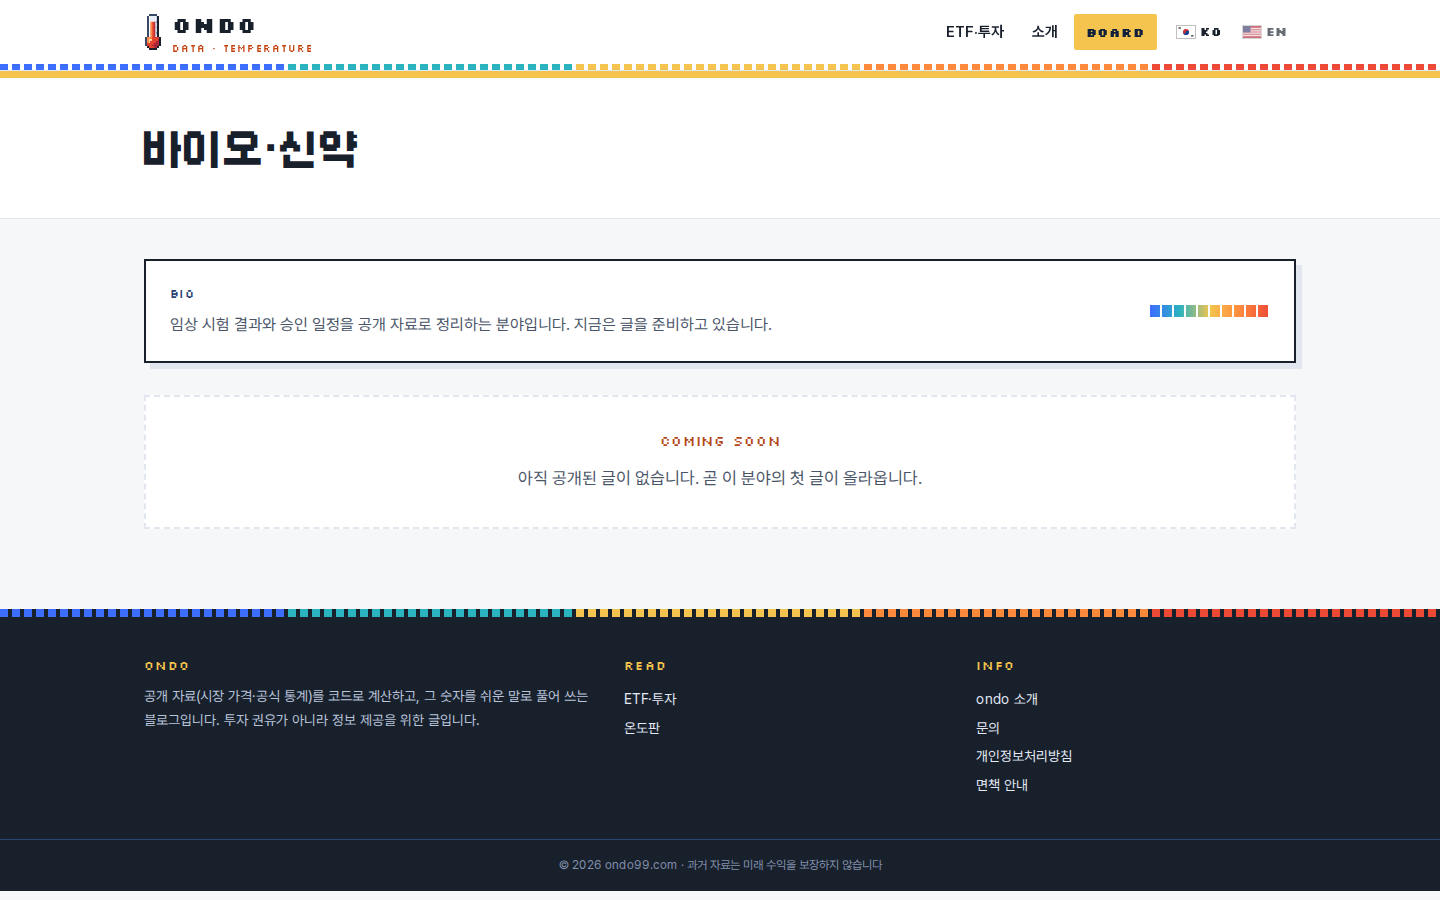 ONDO
DATA · TEMPERATURE
ETF·투자
소개
BOARD
KO
EN
바이오·신약
BIO
임상 시험 결과와 승인 일정을 공개 자료로 정리하는 분야입니다. 지금은 글을 준비하고 있습니다.
COMING SOON
아직 공개된 글이 없습니다. 곧 이 분야의 첫 글이 올라옵니다.
ONDO
공개 자료(시장 가격·공식 통계)를 코드로 계산하고, 그 숫자를 쉬운 말로 풀어 쓰는
블로그입니다. 투자 권유가 아니라 정보 제공을 위한 글입니다.
READ
ETF·투자
온도판
INFO
ondo 소개
문의
개인정보처리방침
면책 안내
© 2026 ondo99.com · 과거 자료는 미래 수익을 보장하지 않습니다